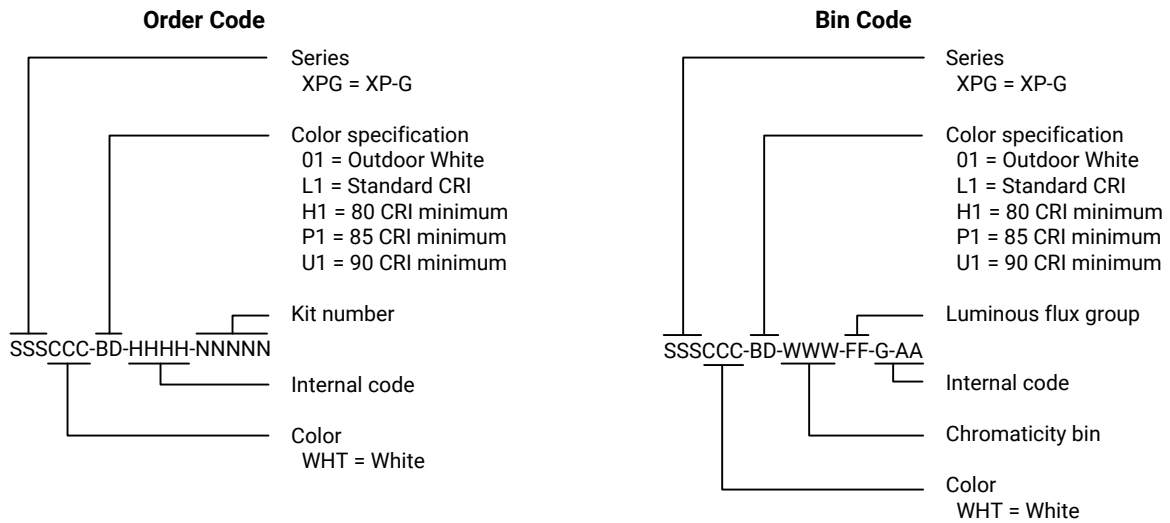 Order Code
Series
XPG = XP-G
Color specification
01 = Outdoor White
L1 = Standard CRI
H1 = 80 CRI minimum
P1 = 85 CRI minimum
U1 = 90 CRI minimum
Kit number
SSSCCC-BD-HHHH-NNNNN
Internal code
Color
WHT = White
Bin Code
Series
XPG = XP-G
Color specification
01 = Outdoor White
L1 = Standard CRI
H1 = 80 CRI minimum
P1 = 85 CRI minimum
U1 = 90 CRI minimum
Luminous flux group
SSSCCC-BD-WWW-FF-G-AA
Internal code
Chromaticity bin
Color
WHT = White